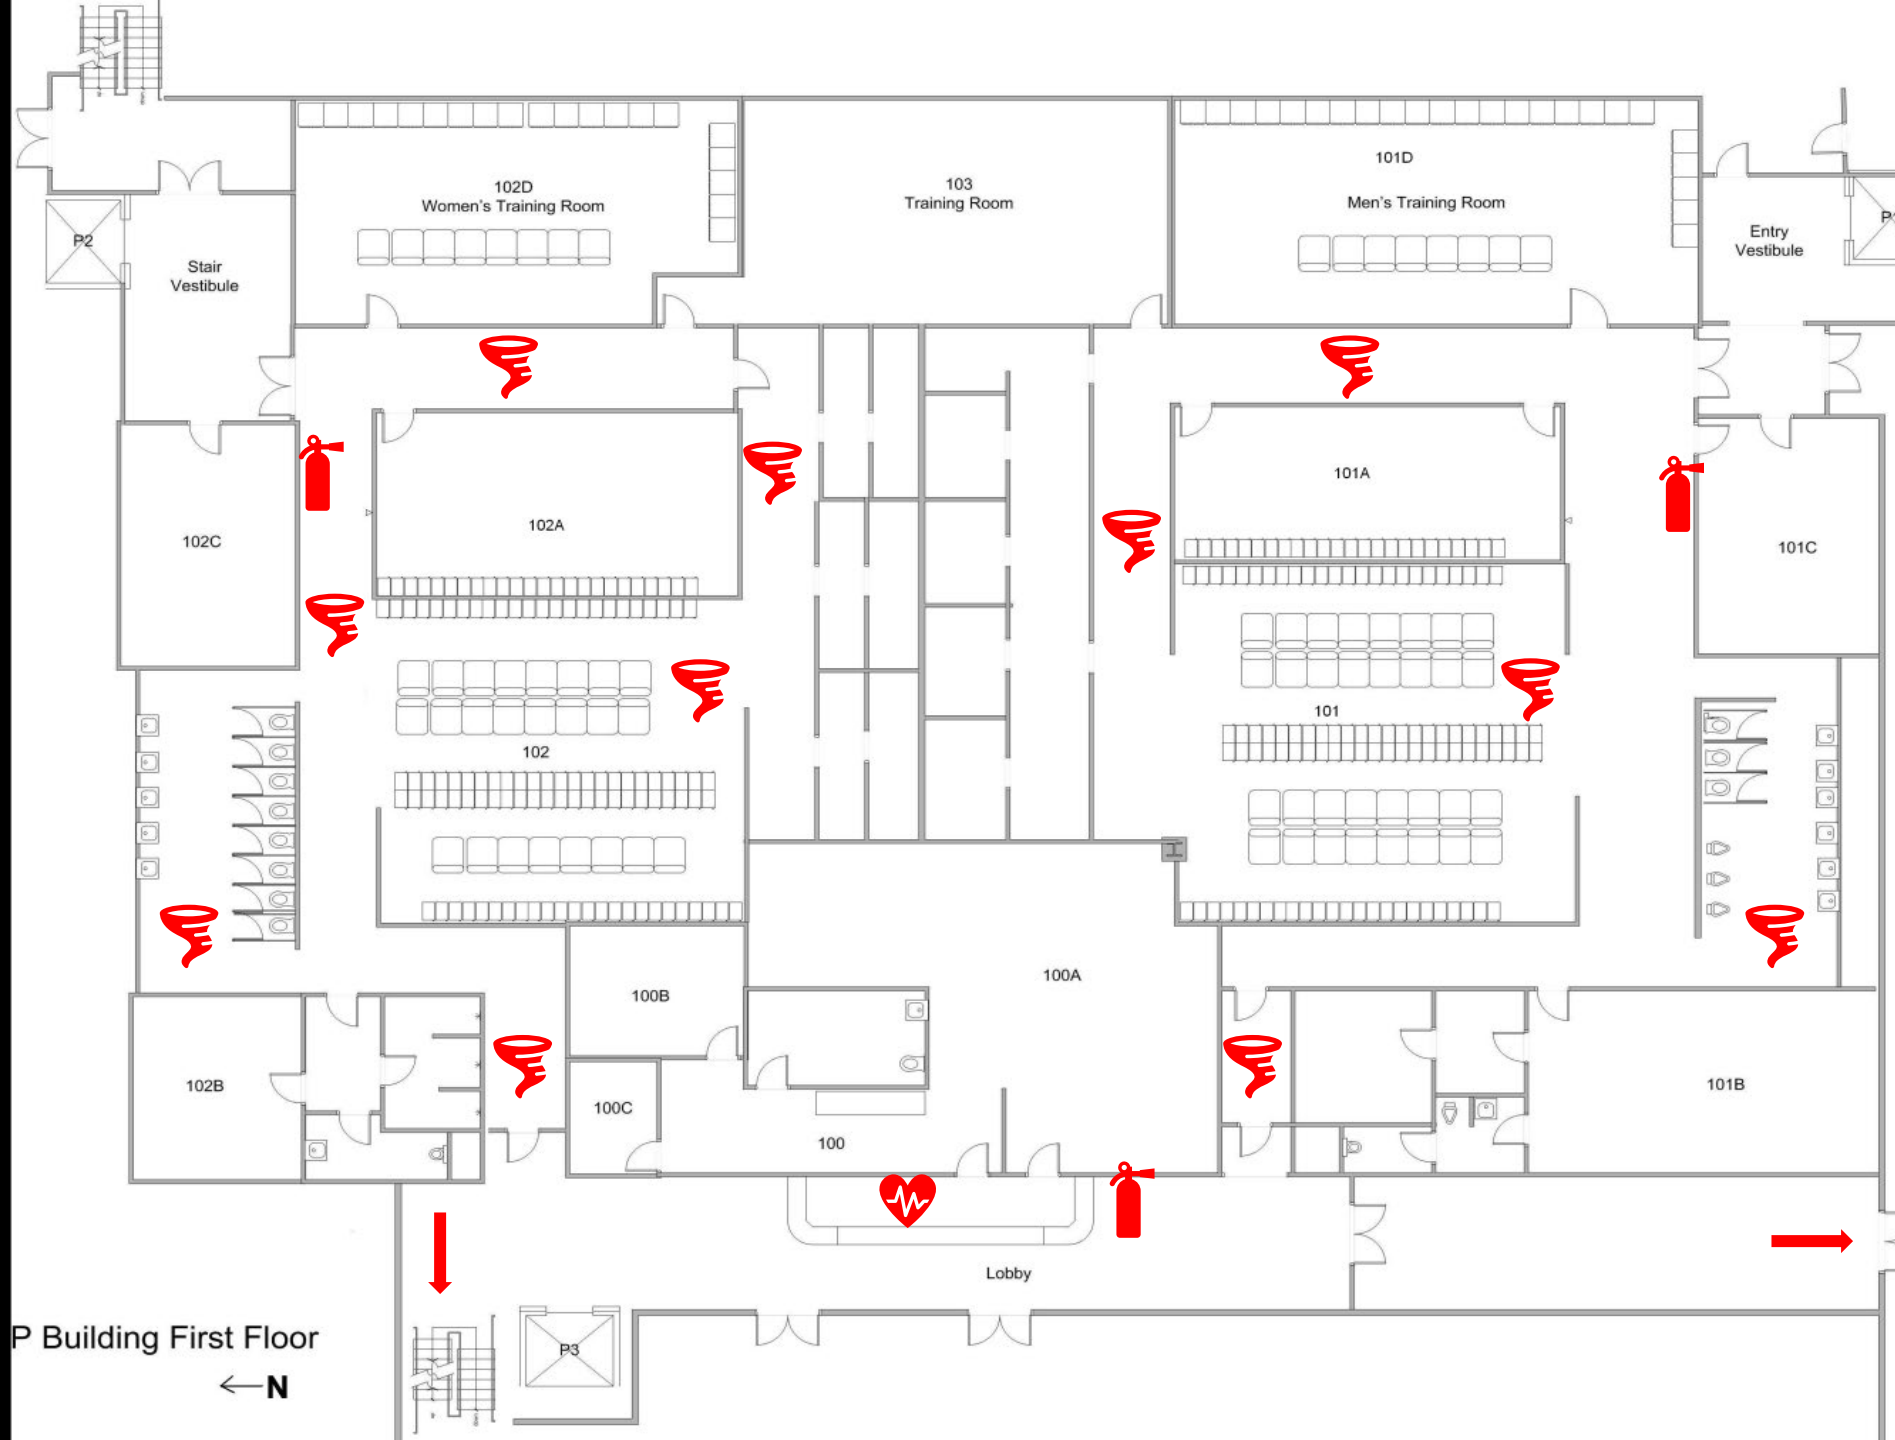 102D
Women's Training Room
103
Training Room
101D
Men's Training Room
P2
Stair
Vestibule
Entry
Vestibule
102A
101A
102C
101C
102
101
100B
100A
102B
100C
101B
100
Lobby
P3
P Building First Floor
N